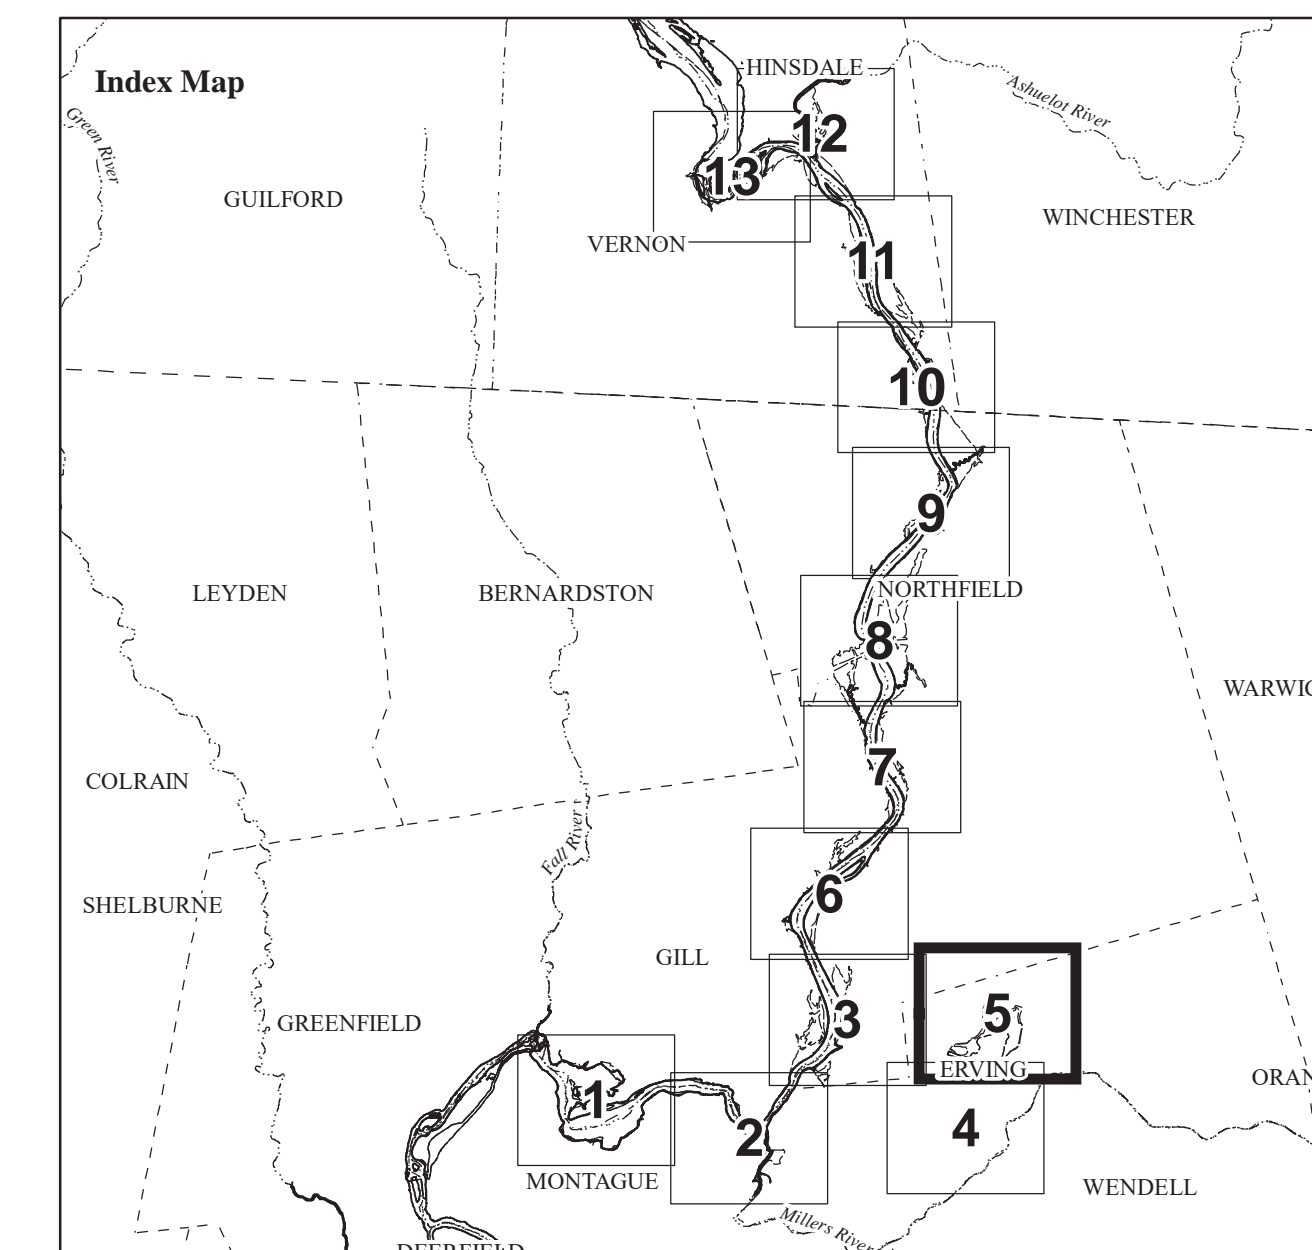 HINSDALE
Index Map
Ashuelot River
Green River
12
13
GUILFORD
WINCHESTER
VERNON
11
10
9
LEYDEN
BERNARDSTON
NORTHFIELD
8
WARWIC
7
COLRAIN
Fall River
6
SHELBURNE
GILL
5
3
GREENFIELD
ERVING
ORAN
1
4
2
MONTAGUE
WENDELL
Millers River
DEERFIELD